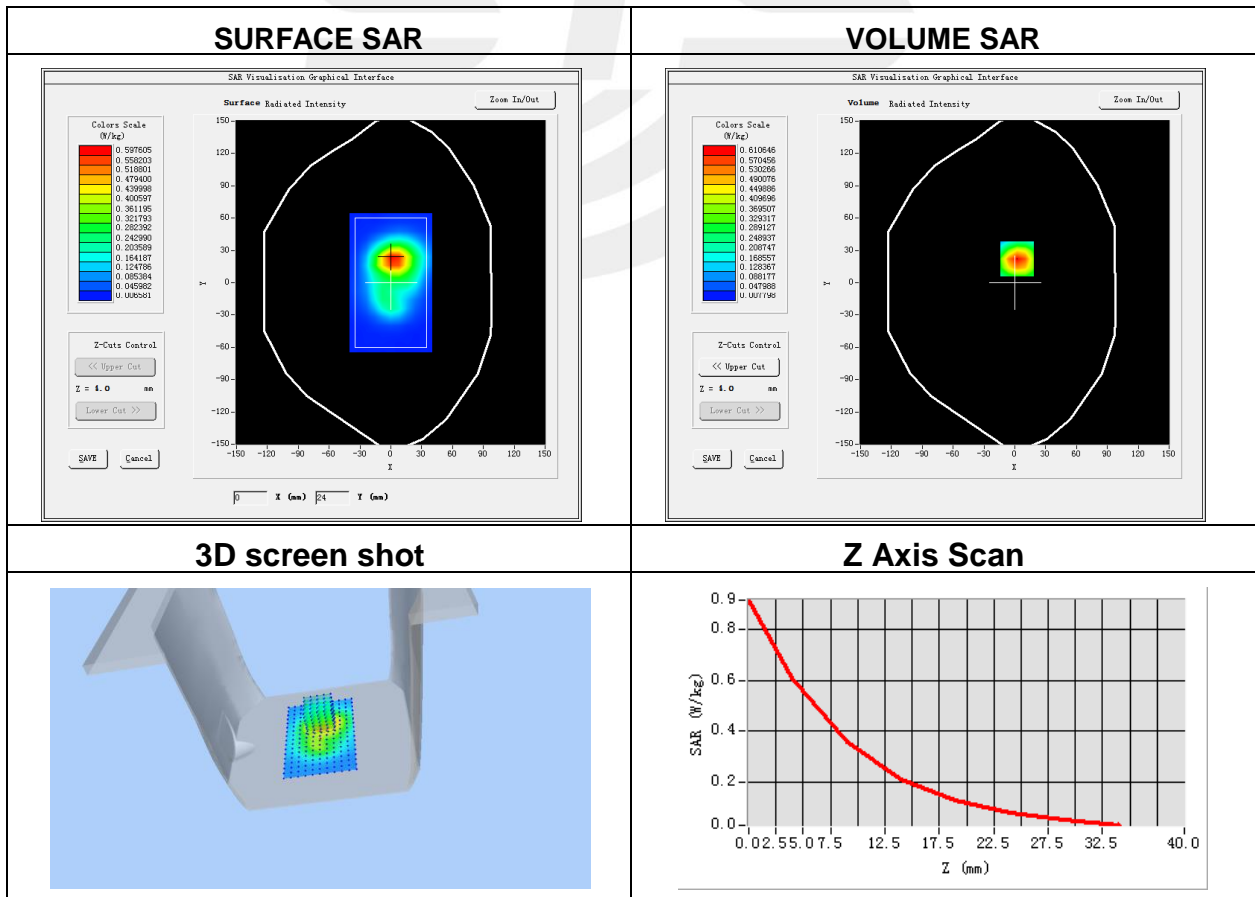 SURFACE SAR
SAR Visualisation Graphical Interface
Surface Radiated Intensity
Zoom In/Out
Colors Scale
(W/kg)
0.597605
0.558203
0.518801
0.479400
0.439998
0.400597
0.361195
0.321793
0.282392
0.242990
0.203589
0.164187
0.124786
0.085384
0.045982
0.006581
Z-Cuts Control
<< Upper Cut
Z = 4.0 mm
Lower Cut >>
SAVE
Cancel
150
120
90
60
30
0
-30
-60
-90
-120
-150
Y
-150 -120 -90 -60 -30 0 30 60 90 120 150
X
0 X (mm) 24 Y (mm)
VOLUME SAR
SAR Visualisation Graphical Interface
Volume Radiated Intensity
Zoom In/Out
Colors Scale
(W/kg)
0.610646
0.570456
0.530266
0.490076
0.449886
0.409696
0.369507
0.329317
0.289127
0.248937
0.208747
0.168557
0.128367
0.088177
0.047988
0.007798
Z-Cuts Control
<< Upper Cut
Z = 4.0 mm
Lower Cut >>
SAVE
Cancel
150
120
90
60
30
0
-30
-60
-90
-120
-150
Y
-150 -120 -90 -60 -30 0 30 60 90 120 150
X
3D screen shot
Z Axis Scan
0.9
0.8
0.6
0.4
0.2
0.0
SAR (W/kg)
0.0 2.5 5.0 7.5 12.5 17.5 22.5 27.5 32.5 40.0
Z (mm)